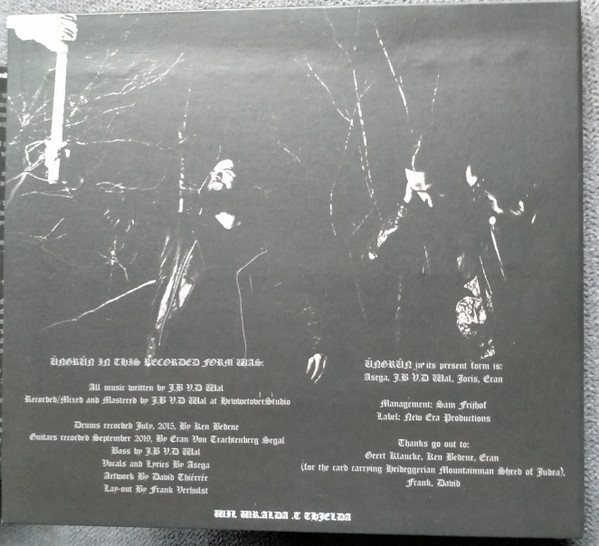 ÛNGRÛN IN THIS RECORDED FORM WAS:
All music written by J.B V.D Wal
Recorded/Mixed and Mastered by J.B V.D Wal at HewwetoverStudio
Drums recorded July, 2015, By Ken Bedene
Guitars recorded September 2019, By Eran Von Trachtenberg Segal
Bass by J.B V.D Wal
Vocals and Lyrics By Asega
Artwork By David Thiérrée
Lay-out By Frank Verhulst
ÛNGRÛN in its present form is:
Asega, J.B V.D Wal, Joris, Eran
Management: Sam Frijhof
Label: New Era Productions
Thanks go out to:
Geert Klaucke, Ken Bedene, Eran
(for the card carrying Heideggerian Mountainman Shred of Judea),
Frank, David
WIL WRALDA .T THJELDA